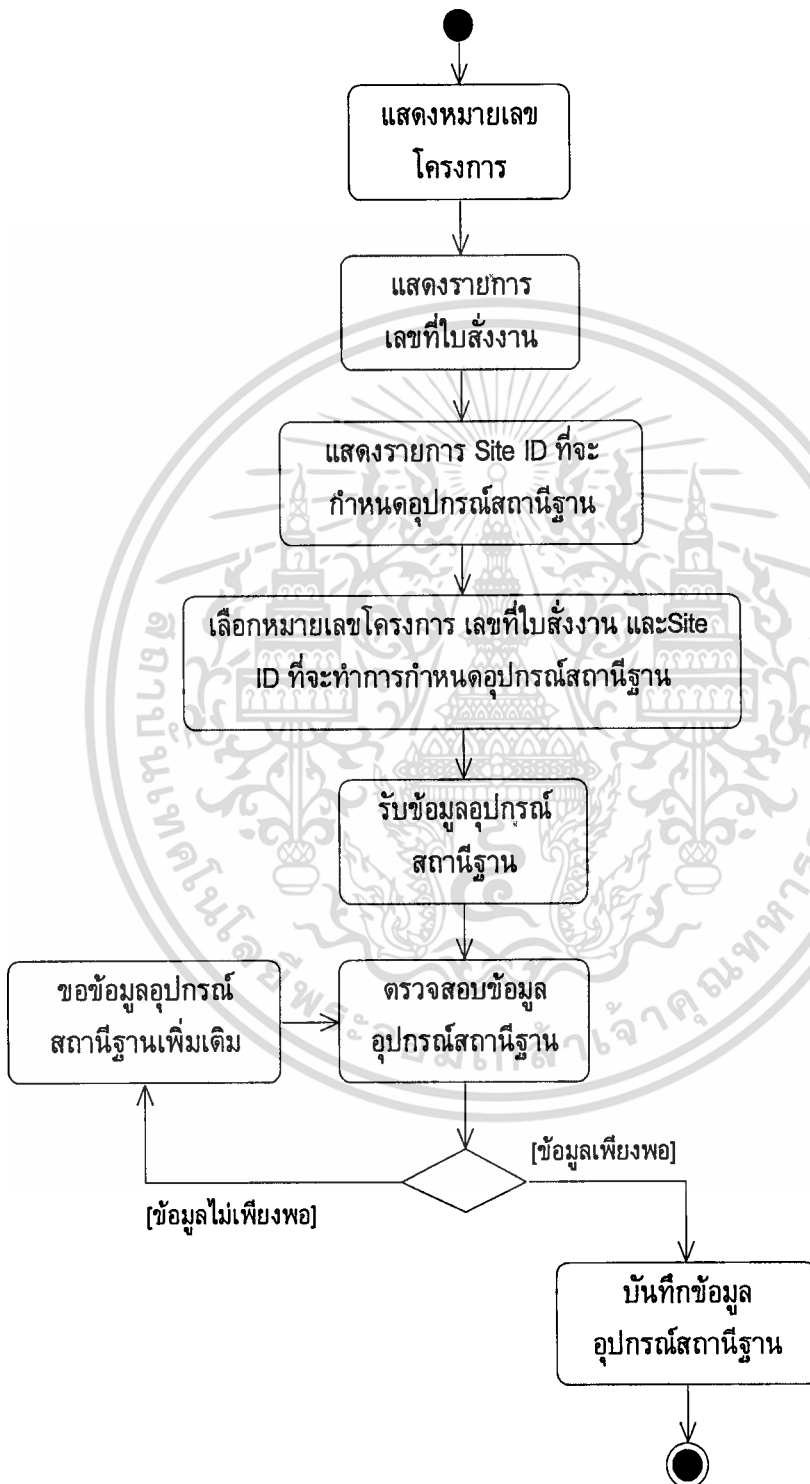 แสดงหมายเลข
โครงการ
แสดงรายการ
เลขที่ใบสั่งงาน
แสดงรายการ Site ID ที่จะ
กำหนดอุปกรณ์สถานีฐาน
เลือกหมายเลขโครงการ เลขที่ใบสั่งงาน และSite
ID ที่จะทำการกำหนดอุปกรณ์สถานีฐาน
รับข้อมูลอุปกรณ์
สถานีฐาน
ขอข้อมูลอุปกรณ์
สถานีฐานเพิ่มเติม
ตรวจสอบข้อมูล
อุปกรณ์สถานีฐาน
[ข้อมูลเพียงพอ]
[ข้อมูลไม่เพียงพอ]
บันทึกข้อมูล
อุปกรณ์สถานีฐาน